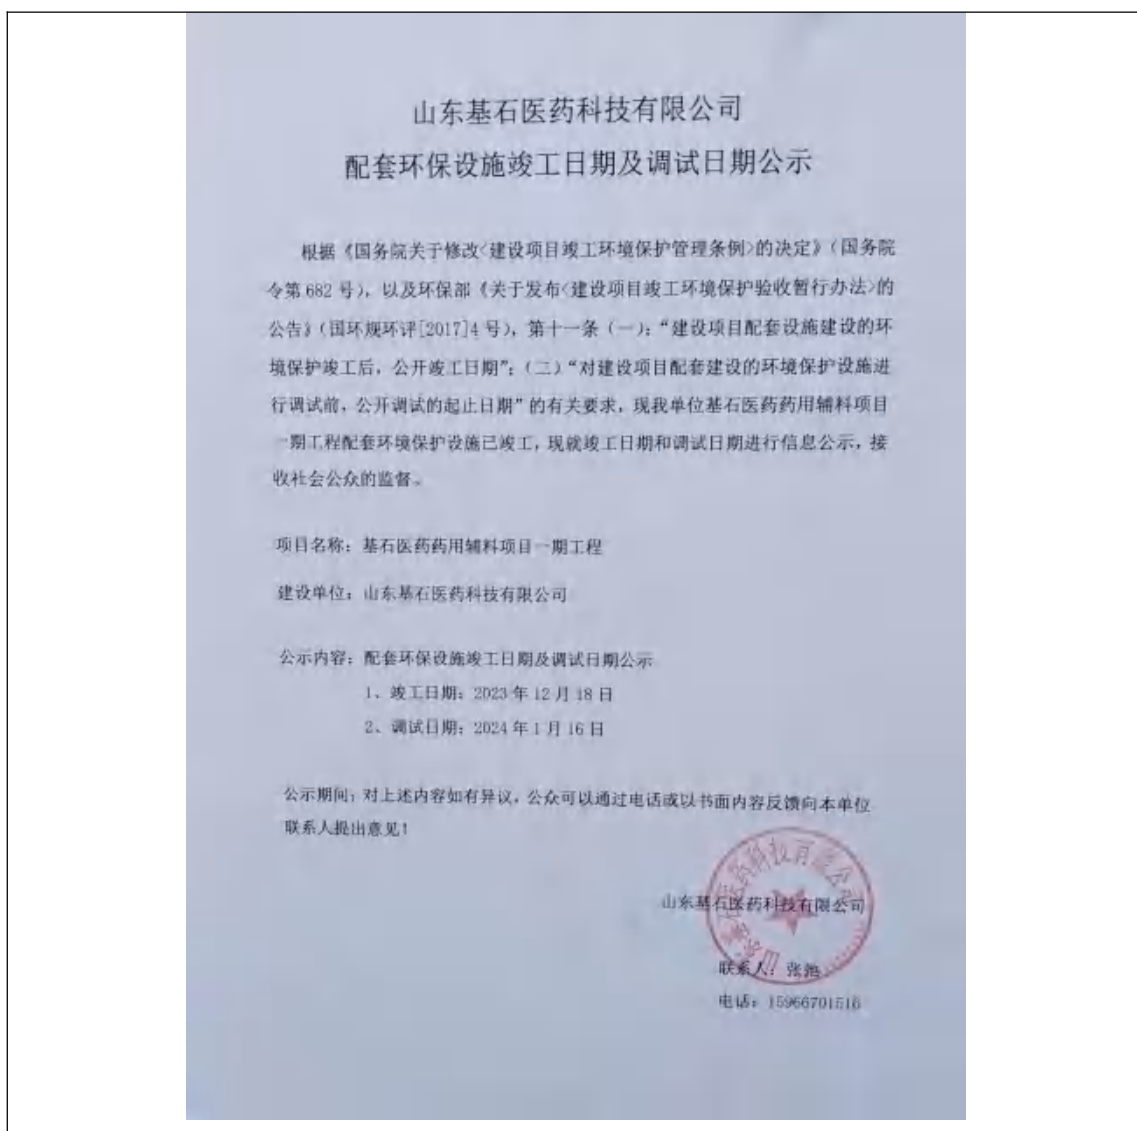 山东基石医药科技有限公司
配套环保设施竣工日期及调试日期公示
根据《国务院关于修改<建设项目竣工环境保护管理条例>的决定》（国务院
令第 682 号），以及环保部《关于发布<建设项目竣工环境保护验收暂行办法>的
公告》（国环规环评[2017]4 号），第十一条（一）：“建设项目配套设施建设的环
境保护竣工后，公开竣工日期”；（二）“对建设项目配套建设的环境保护设施进
行调试前，公开调试的起止日期”的有关要求，现我单位基石医药药用辅料项目
一期工程配套环境保护设施已竣工，现就竣工日期和调试日期进行信息公示，接
收社会公众的监督。
项目名称：基石医药药用辅料项目一期工程
建设单位：山东基石医药科技有限公司
公示内容：配套环保设施竣工日期及调试日期公示
1、竣工日期：2023 年 12 月 18 日
2、调试日期：2024 年 1 月 16 日
公示期间：对上述内容如有异议，公众可以通过电话或以书面内容反馈向本单位
联系人提出意见！
山东基石医药科技有限公司
山东基石医药科技有限公司
联系人：张
电话：15966701516